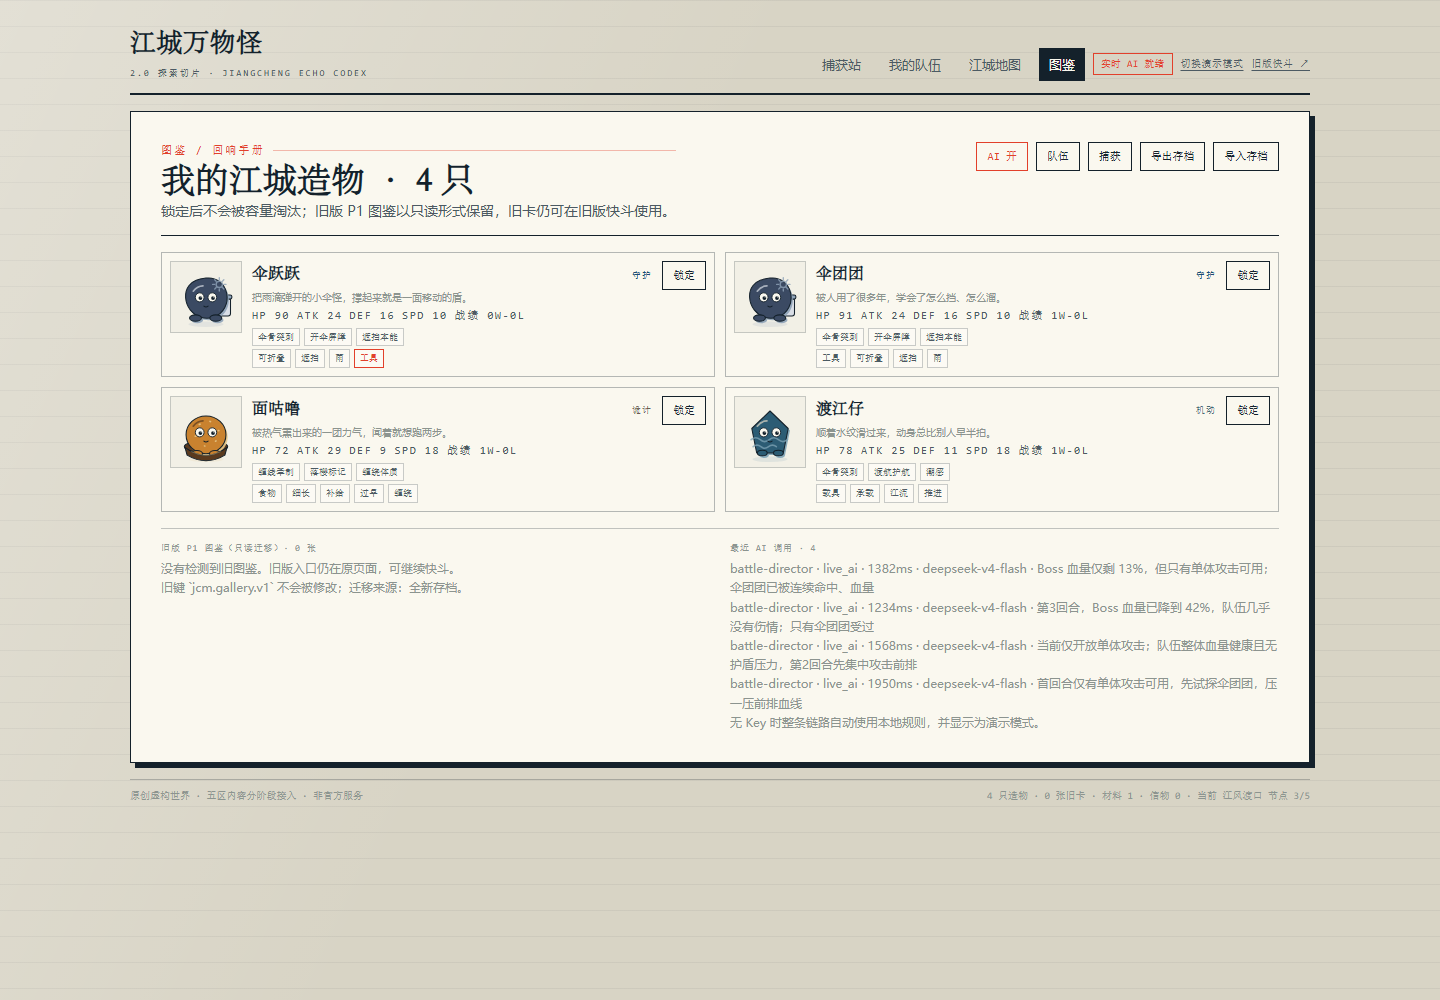 江城万物怪
2.0 探索切片 · JIANGCHENG ECHO CODEX
捕获站 我的队伍 江城地图 图鉴 实时 AI 就绪 切换演示模式 旧版快斗 ↗
图鉴 / 回响手册
我的江城造物 · 4 只
锁定后不会被容量淘汰；旧版 P1 图鉴以只读形式保留，旧卡仍可在旧版快斗使用。
AI 开 队伍 捕获 导出存档 导入存档
伞跃跃 守护 锁定
把雨滴弹开的小伞怪，撑起来就是一面移动的盾。
HP 90 ATK 24 DEF 16 SPD 10 战绩 0W-0L
伞骨突刺 开伞屏障 遮挡本能
可折叠 遮挡 雨 工具
伞团团 守护 锁定
被人用了很多年，学会了怎么挡、怎么溜。
HP 91 ATK 24 DEF 16 SPD 10 战绩 1W-0L
伞骨突刺 开伞屏障 遮挡本能
工具 可折叠 遮挡 雨
面咕噜 诡计 锁定
被热气熏出来的一团力气，闻着就想跑两步。
HP 72 ATK 29 DEF 9 SPD 18 战绩 1W-0L
缠线牵制 落樱标记 缠绕体质
食物 细长 补给 过早 缠绕
渡江仔 机动 锁定
顺着水纹滑过来，动身总比别人早半拍。
HP 78 ATK 25 DEF 11 SPD 18 战绩 1W-0L
伞骨突刺 渡航护航 潮感
载具 承载 江流 推进
旧版 P1 图鉴（只读迁移）· 0 张
没有检测到旧图鉴。旧版入口仍在原页面，可继续快斗。
旧键 `jcm.gallery.v1` 不会被修改；迁移来源：全新存档。
最近 AI 调用 · 4
battle-director · live_ai · 1382ms · deepseek-v4-flash · Boss 血量仅剩 13%，但只有单体攻击可用；
伞团团已被连续命中、血量
battle-director · live_ai · 1234ms · deepseek-v4-flash · 第3回合，Boss 血量已降到 42%，队伍几乎
没有伤情；只有伞团团受过
battle-director · live_ai · 1568ms · deepseek-v4-flash · 当前仅开放单体攻击；队伍整体血量健康且无
护盾压力，第2回合先集中攻击前排
battle-director · live_ai · 1950ms · deepseek-v4-flash · 首回合仅有单体攻击可用，先试探伞团团，压
一压前排血线
无 Key 时整条链路自动使用本地规则，并显示为演示模式。
原创虚构世界 · 五区内容分阶段接入 · 非官方服务
4 只造物 · 0 张旧卡 · 材料 1 · 信物 0 · 当前 江风渡口 节点 3/5